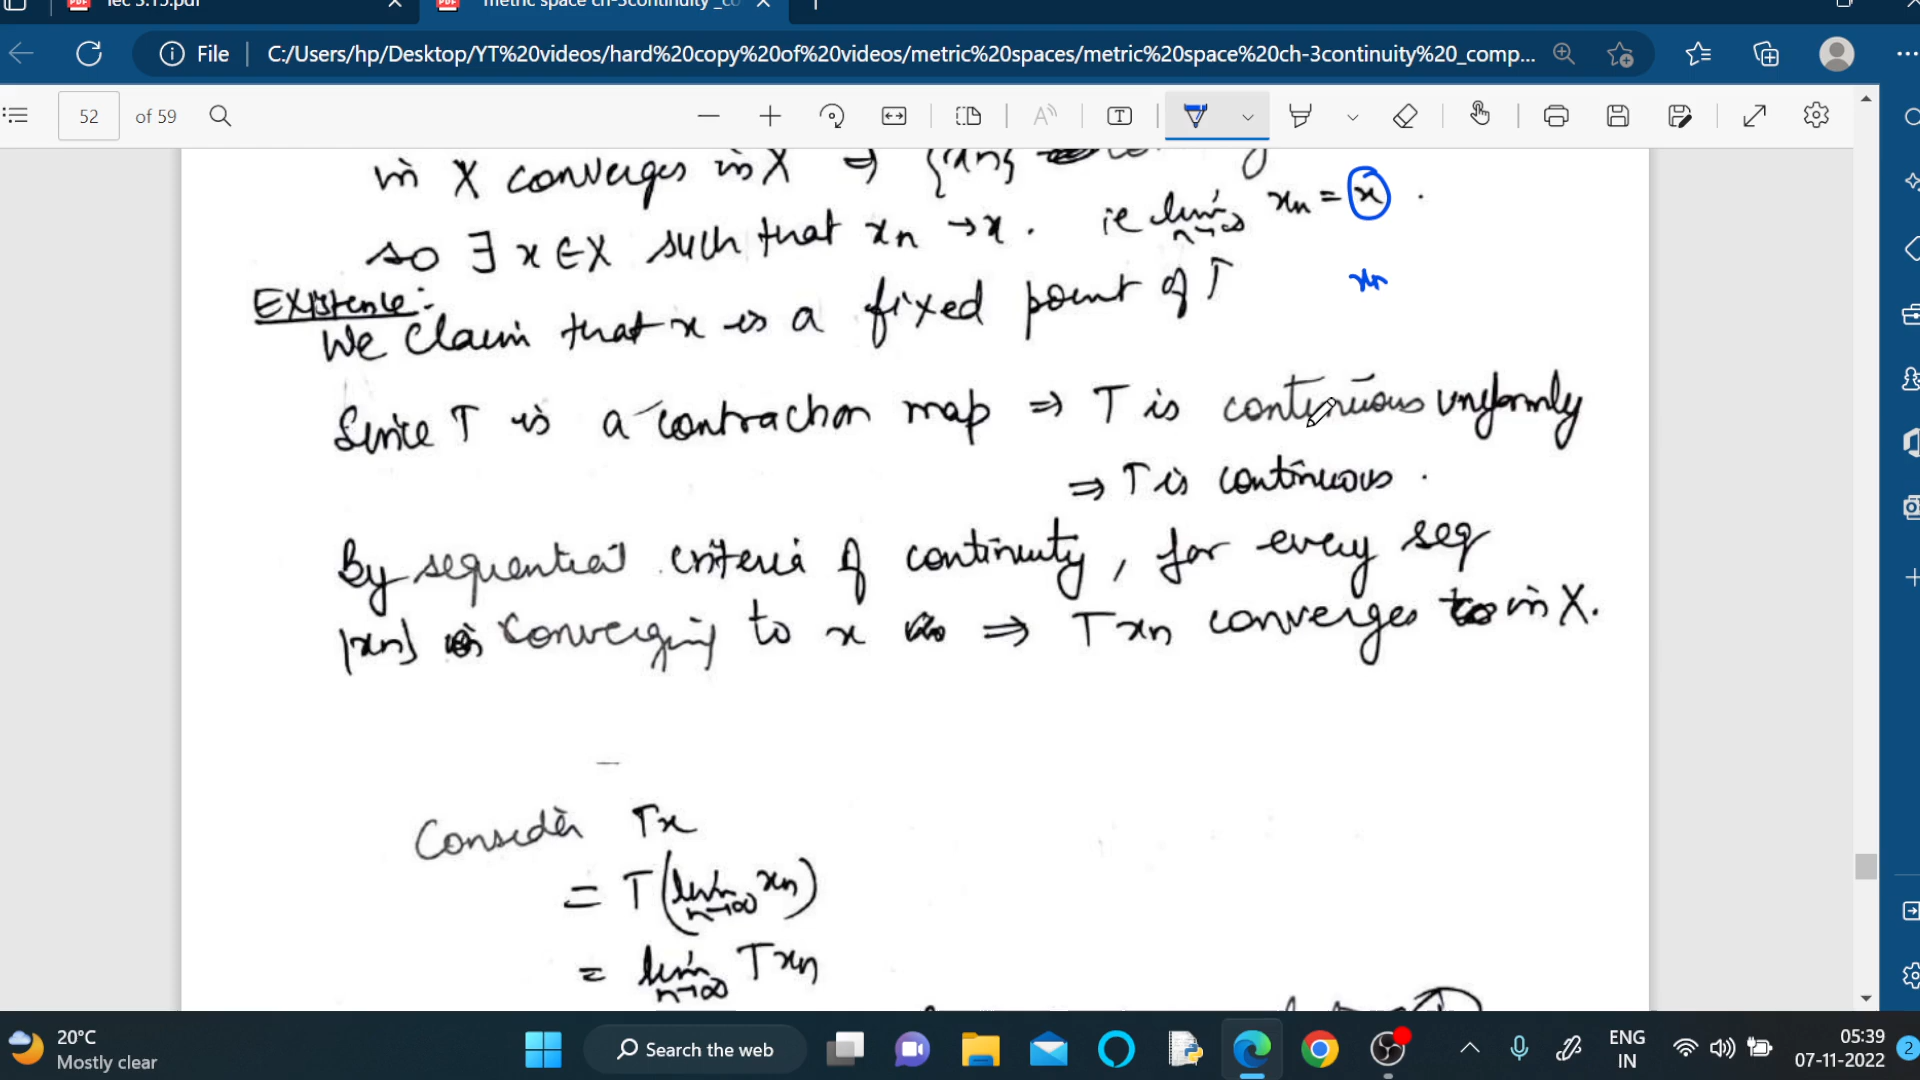 lec 3.15.pdf
metric space ch-3continuity _co
File
C:/Users/hp/Desktop/YT%20videos/hard%20copy%20of%20videos/metric%20spaces/metric%20space%20ch-3continuity%20_comp...
52 of 59
in X converges in X ⇒ {xn}
so ∃ x ∈ X such that xn → x . ie lim n→∞ xn = x .
Existence:-
xn
We Claim that x is a fixed point of T
Since T is a contraction map ⇒ T is continuous uniformly
⇒ T is continuous .
By sequential criteria of continuity, for every seq
{xn} converging to x ⇒ Txn converges in X.
Consider Tx
= T(lim n→∞ xn)
= lim n→∞ Txn
20°C
Mostly clear
Search the web
ENG
IN
05:39
07-11-2022
2